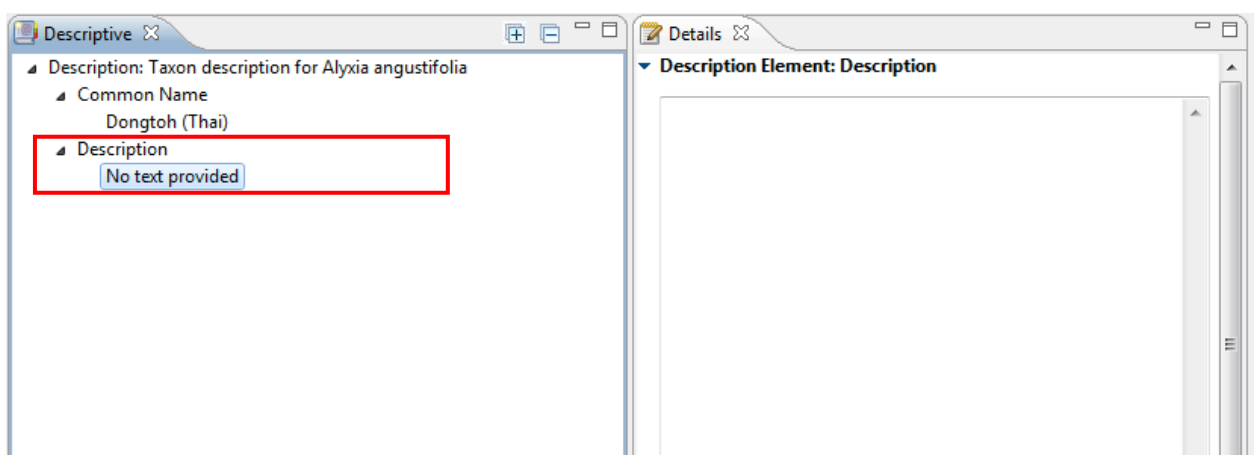 Descriptive
Description: Taxon description for Alyxia angustifolia
Common Name
Dongtoh (Thai)
Description
No text provided
Details
Description Element: Description